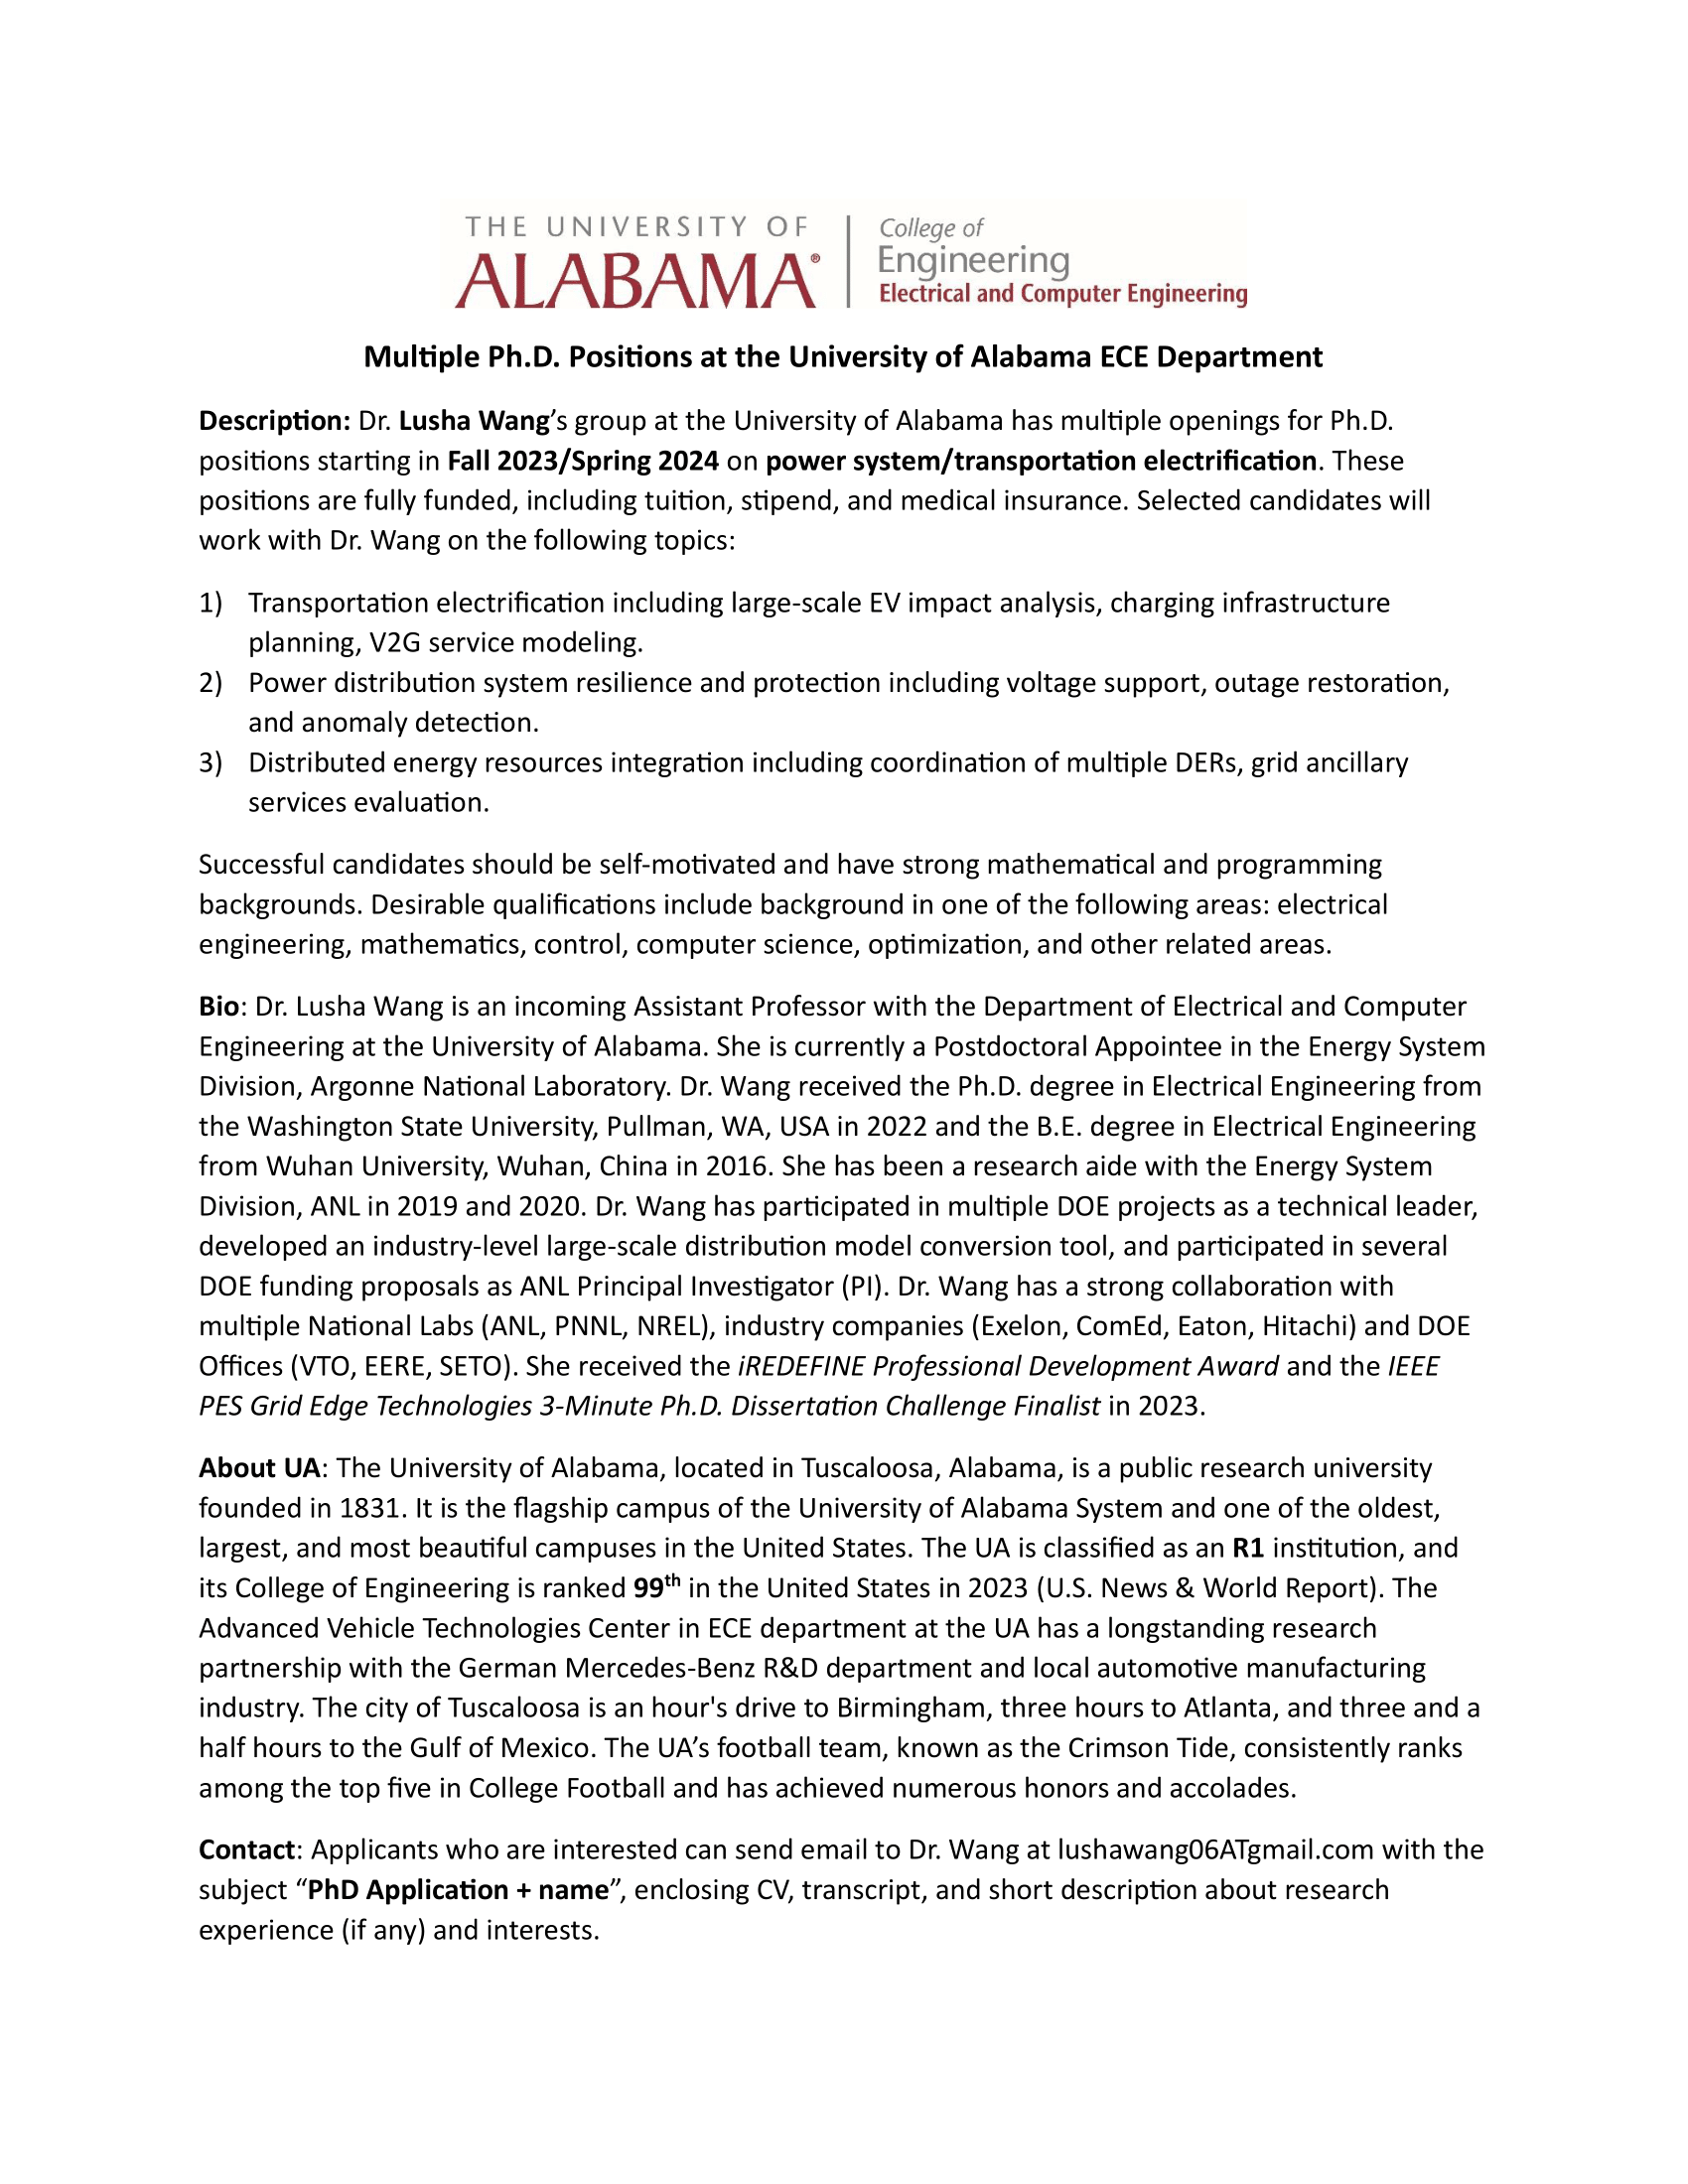 THE UNIVERSITY OF
ALABAMA®
College of
Engineering
Electrical and Computer Engineering
Multiple Ph.D. Positions at the University of Alabama ECE Department
Description: Dr. Lusha Wang’s group at the University of Alabama has multiple openings for Ph.D.
positions starting in Fall 2023/Spring 2024 on power system/transportation electrification. These
positions are fully funded, including tuition, stipend, and medical insurance. Selected candidates will
work with Dr. Wang on the following topics:
1) Transportation electrification including large-scale EV impact analysis, charging infrastructure
planning, V2G service modeling.
2) Power distribution system resilience and protection including voltage support, outage restoration,
and anomaly detection.
3) Distributed energy resources integration including coordination of multiple DERs, grid ancillary
services evaluation.
Successful candidates should be self-motivated and have strong mathematical and programming
backgrounds. Desirable qualifications include background in one of the following areas: electrical
engineering, mathematics, control, computer science, optimization, and other related areas.
Bio: Dr. Lusha Wang is an incoming Assistant Professor with the Department of Electrical and Computer
Engineering at the University of Alabama. She is currently a Postdoctoral Appointee in the Energy System
Division, Argonne National Laboratory. Dr. Wang received the Ph.D. degree in Electrical Engineering from
the Washington State University, Pullman, WA, USA in 2022 and the B.E. degree in Electrical Engineering
from Wuhan University, Wuhan, China in 2016. She has been a research aide with the Energy System
Division, ANL in 2019 and 2020. Dr. Wang has participated in multiple DOE projects as a technical leader,
developed an industry-level large-scale distribution model conversion tool, and participated in several
DOE funding proposals as ANL Principal Investigator (PI). Dr. Wang has a strong collaboration with
multiple National Labs (ANL, PNNL, NREL), industry companies (Exelon, ComEd, Eaton, Hitachi) and DOE
Offices (VTO, EERE, SETO). She received the iREDEFINE Professional Development Award and the IEEE
PES Grid Edge Technologies 3-Minute Ph.D. Dissertation Challenge Finalist in 2023.
About UA: The University of Alabama, located in Tuscaloosa, Alabama, is a public research university
founded in 1831. It is the flagship campus of the University of Alabama System and one of the oldest,
largest, and most beautiful campuses in the United States. The UA is classified as an R1 institution, and
its College of Engineering is ranked 99th in the United States in 2023 (U.S. News & World Report). The
Advanced Vehicle Technologies Center in ECE department at the UA has a longstanding research
partnership with the German Mercedes-Benz R&D department and local automotive manufacturing
industry. The city of Tuscaloosa is an hour's drive to Birmingham, three hours to Atlanta, and three and a
half hours to the Gulf of Mexico. The UA’s football team, known as the Crimson Tide, consistently ranks
among the top five in College Football and has achieved numerous honors and accolades.
Contact: Applicants who are interested can send email to Dr. Wang at lushawang06ATgmail.com with the
subject “PhD Application + name”, enclosing CV, transcript, and short description about research
experience (if any) and interests.